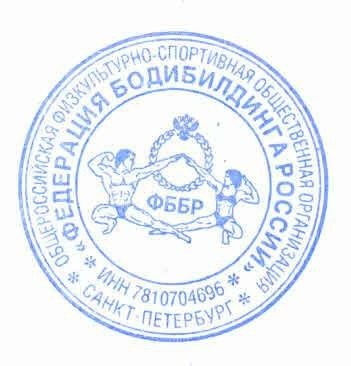 ОБЩЕРОССИЙСКАЯ ФИЗКУЛЬТУРНО-СПОРТИВНАЯ ОБЩЕСТВЕННАЯ ОРГАНИЗАЦИЯ
* САНКТ-ПЕТЕРБУРГ *
«ФЕДЕРАЦИЯ БОДИБИЛДИНГА РОССИИ»
* ИНН 7810704696 *
ФББР